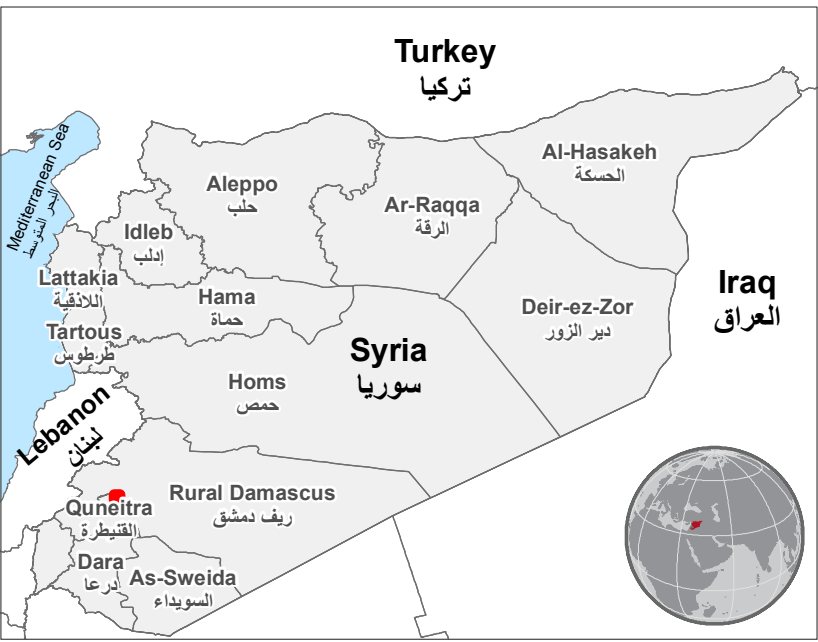 Turkey
تركيا
Mediterranean Sea
البحر المتوسط
Al-Hasakeh
الحسكة
Aleppo
حلب
Ar-Raqqa
الرقة
Idleb
إدلب
Lattakia
اللاذقية
Hama
حماة
Deir-ez-Zor
دير الزور
Iraq
العراق
Tartous
طرطوس
Syria
سوريا
Homs
حمص
Lebanon
لبنان
Rural Damascus
ريف دمشق
Quneitra
القنيطرة
Dara
درعا
As-Sweida
السويداء